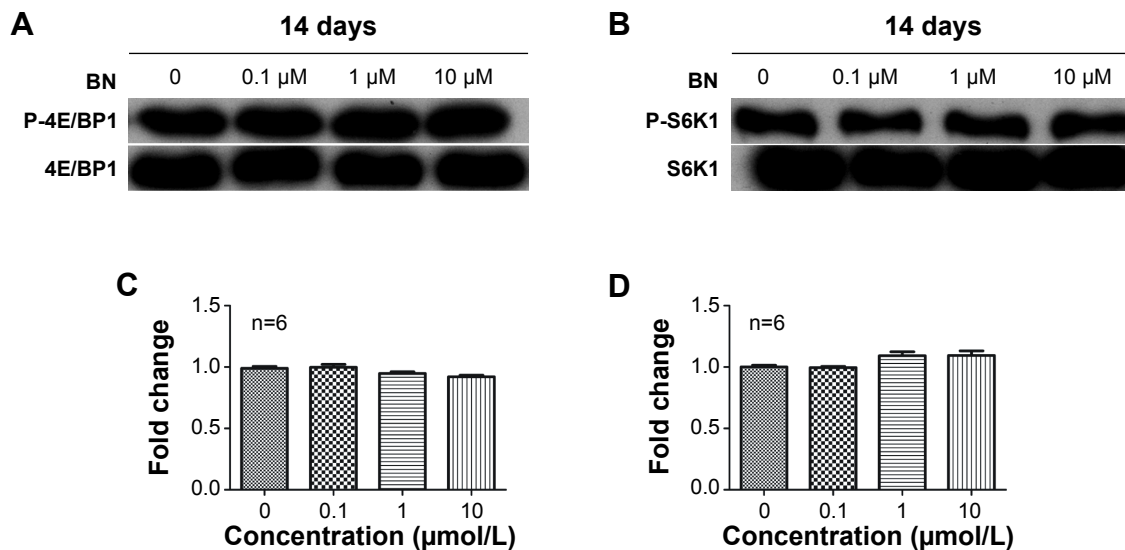 A
14 days
BN 0 0.1 µM 1 µM 10 µM
P-4E/BP1
4E/BP1
B
14 days
BN 0 0.1 µM 1 µM 10 µM
P-S6K1
S6K1
C
Fold change
1.5
1.0
0.5
0.0
n=6
0 0.1 1 10
Concentration (µmol/L)
D
Fold change
1.5
1.0
0.5
0.0
n=6
0 0.1 1 10
Concentration (µmol/L)